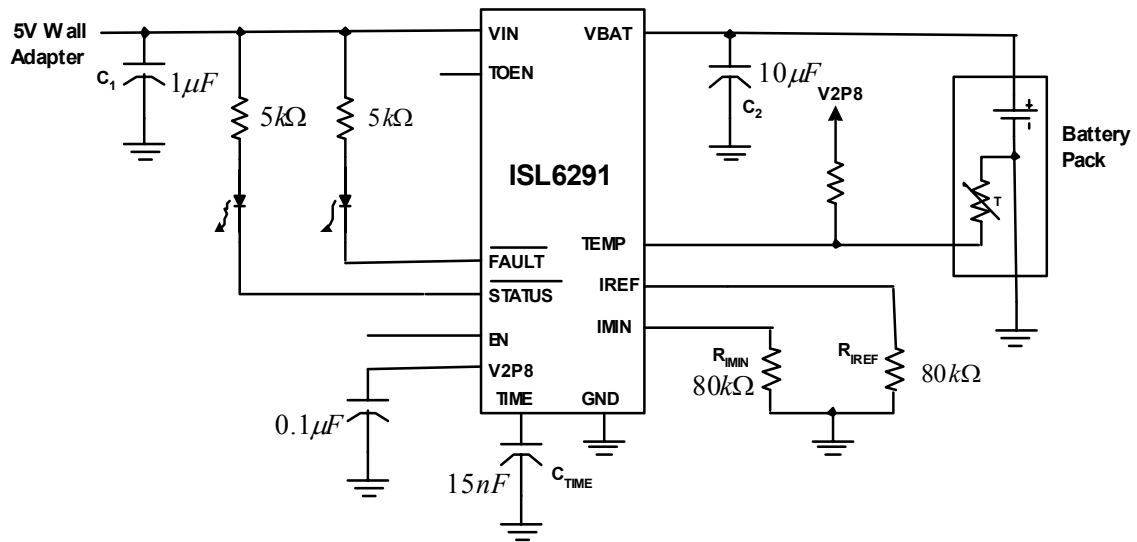 5V Wall
Adapter
C1
1μF
5kΩ
5kΩ
VIN
TOEN
ISL6291
FAULT
STATUS
EN
V2P8
TIME
GND
VBAT
TEMP
IREF
IMIN
10μF
C2
V2P8
+
-
T
Battery
Pack
RIMIN
80kΩ
RIREF
80kΩ
0.1μF
15nF
CTIME